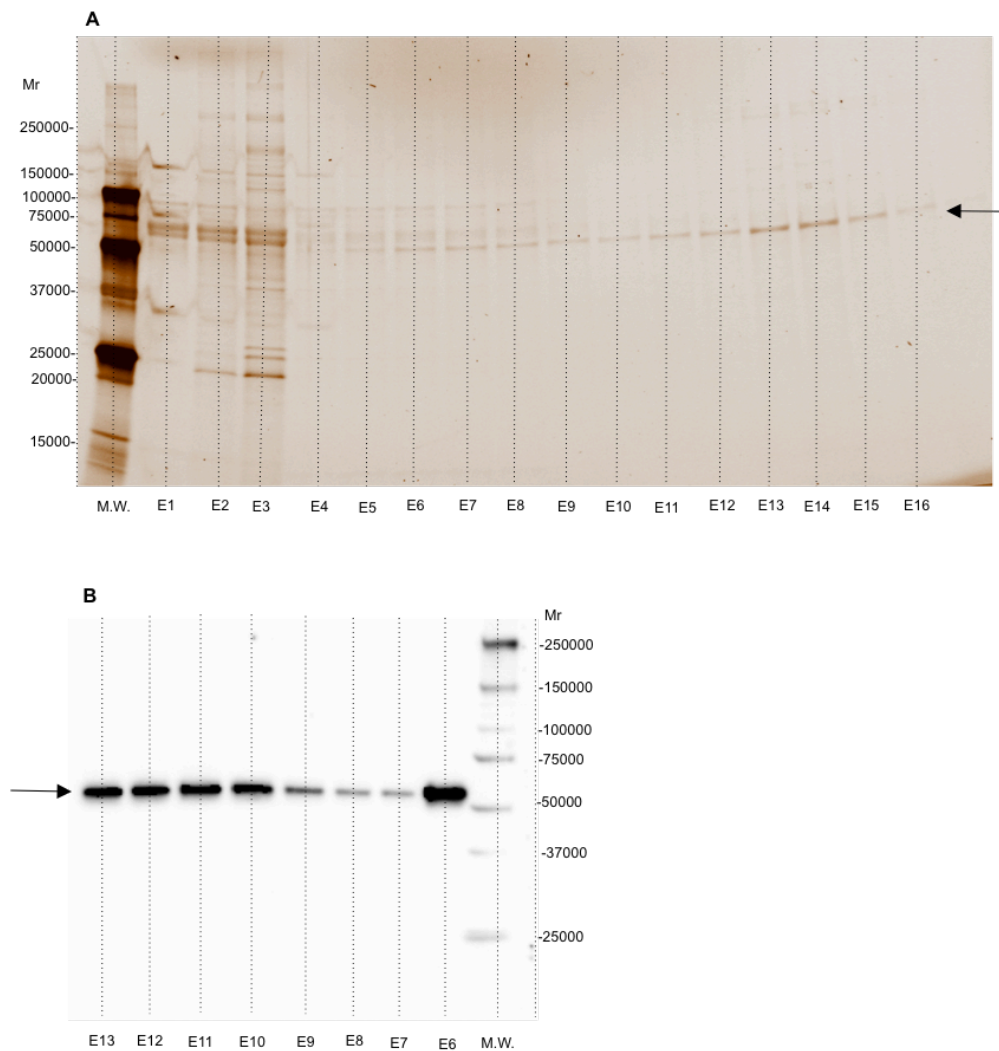 A
Mr
250000-
150000-
100000-
75000-
50000-
37000-
25000-
20000-
15000-
M.W. E1 E2 E3 E4 E5 E6 E7 E8 E9 E10 E11 E12 E13 E14 E15 E16
B
Mr
-250000
-150000
-100000
-75000
-50000
-37000
-25000
E13 E12 E11 E10 E9 E8 E7 E6 M.W.